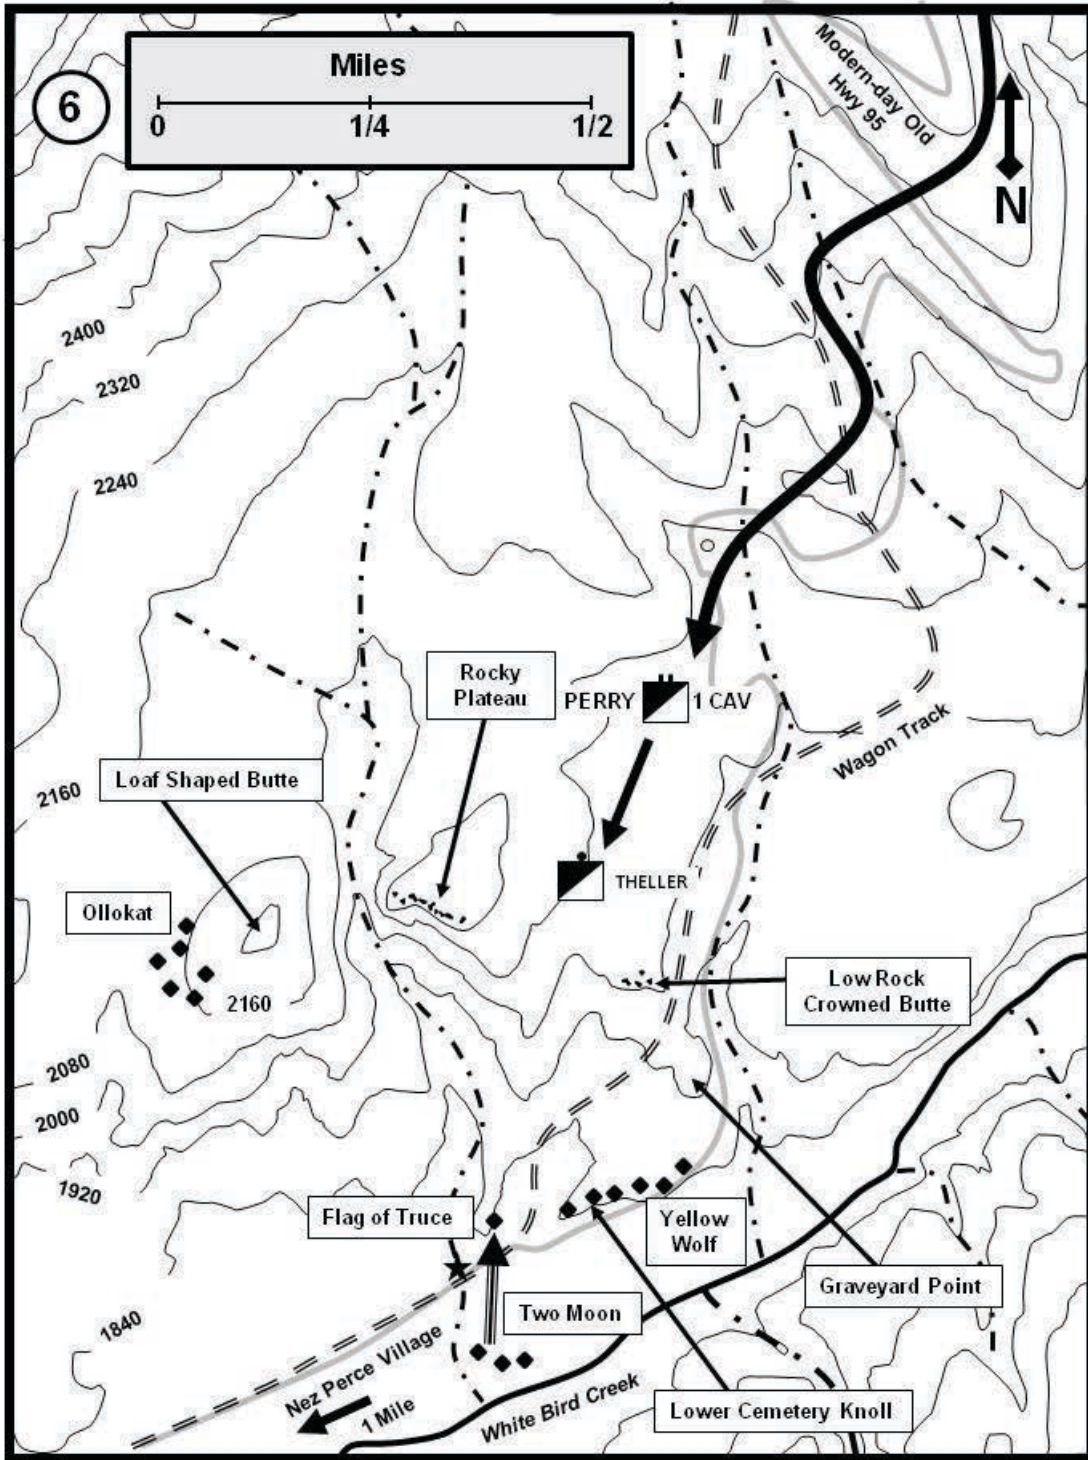 Miles
0 1/4 1/2
6
Modern-day Old
Hwy 95
N
2400
2320
2240
Rocky
Plateau
PERRY 1 CAV
Wagon Track
2160
Loaf Shaped Butte
THELLER
Ollokat
Low Rock
Crowned Butte
2160
2080
2000
1920
Flag of Truce
Yellow
Wolf
Graveyard Point
Two Moon
1840
Nez Perce Village
1 Mile
White Bird Creek
Lower Cemetery Knoll